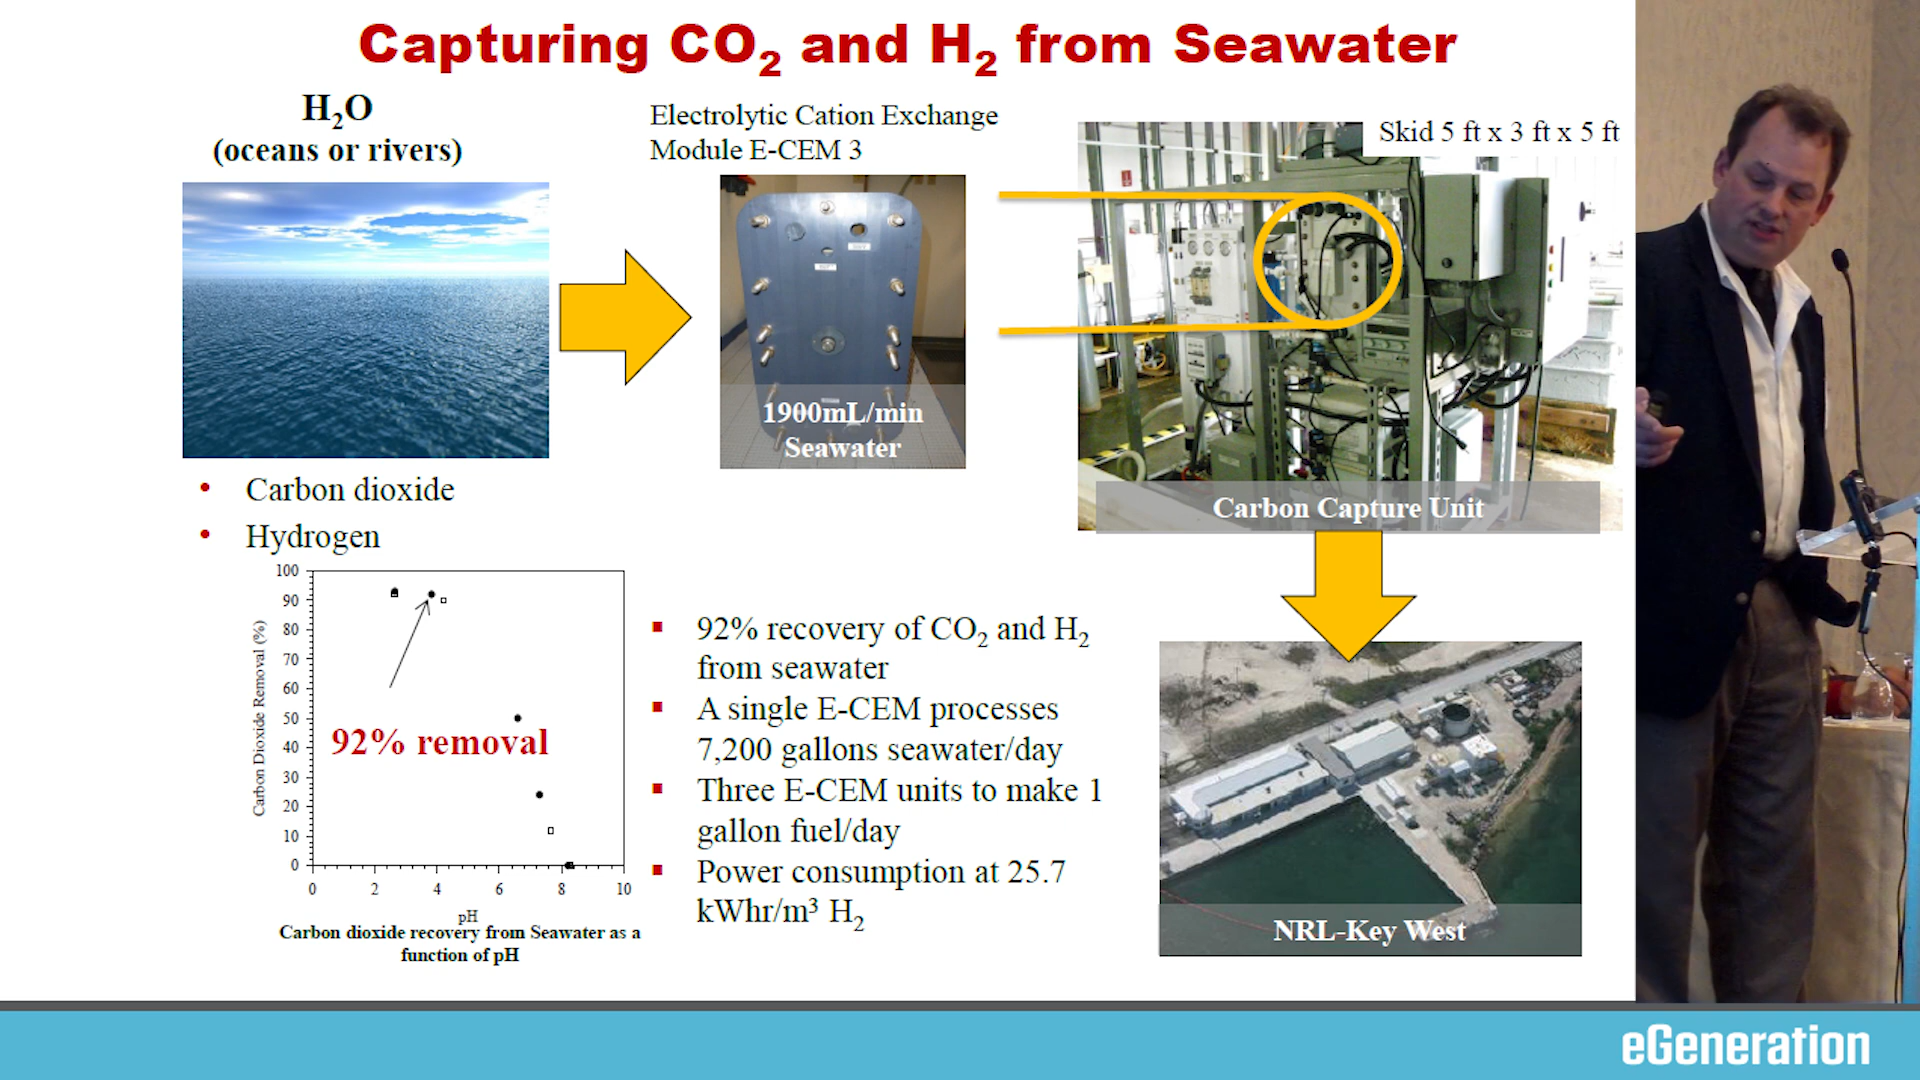 Capturing CO₂ and H₂ from Seawater
H₂O
(oceans or rivers)
Electrolytic Cation Exchange
Module E-CEM 3
Skid 5 ft x 3 ft x 5 ft
1900mL/min
Seawater
Carbon Capture Unit
• Carbon dioxide
• Hydrogen
100
90
80
70
60
50
40
30
20
10
0
Carbon Dioxide Removal (%)
92% removal
0 2 4 6 8 10
pH
Carbon dioxide recovery from Seawater as a
function of pH
▪ 92% recovery of CO₂ and H₂
from seawater
▪ A single E-CEM processes
7,200 gallons seawater/day
▪ Three E-CEM units to make 1
gallon fuel/day
▪ Power consumption at 25.7
kWhr/m³ H₂
NRL-Key West
eGeneration